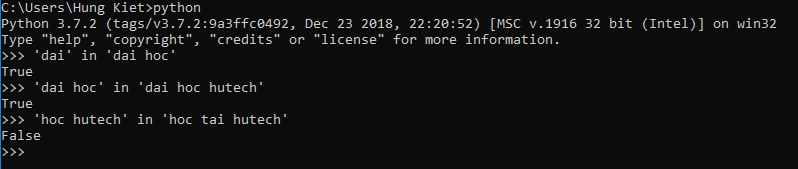 C:\Users\Hung Kiet>python
Python 3.7.2 (tags/v3.7.2:9a3ffc0492, Dec 23 2018, 22:20:52) [MSC v.1916 32 bit (Intel)] on win32
Type "help", "copyright", "credits" or "license" for more information.
>>> 'dai' in 'dai hoc'
True
>>> 'dai hoc' in 'dai hoc hutech'
True
>>> 'hoc hutech' in 'hoc tai hutech'
False
>>>